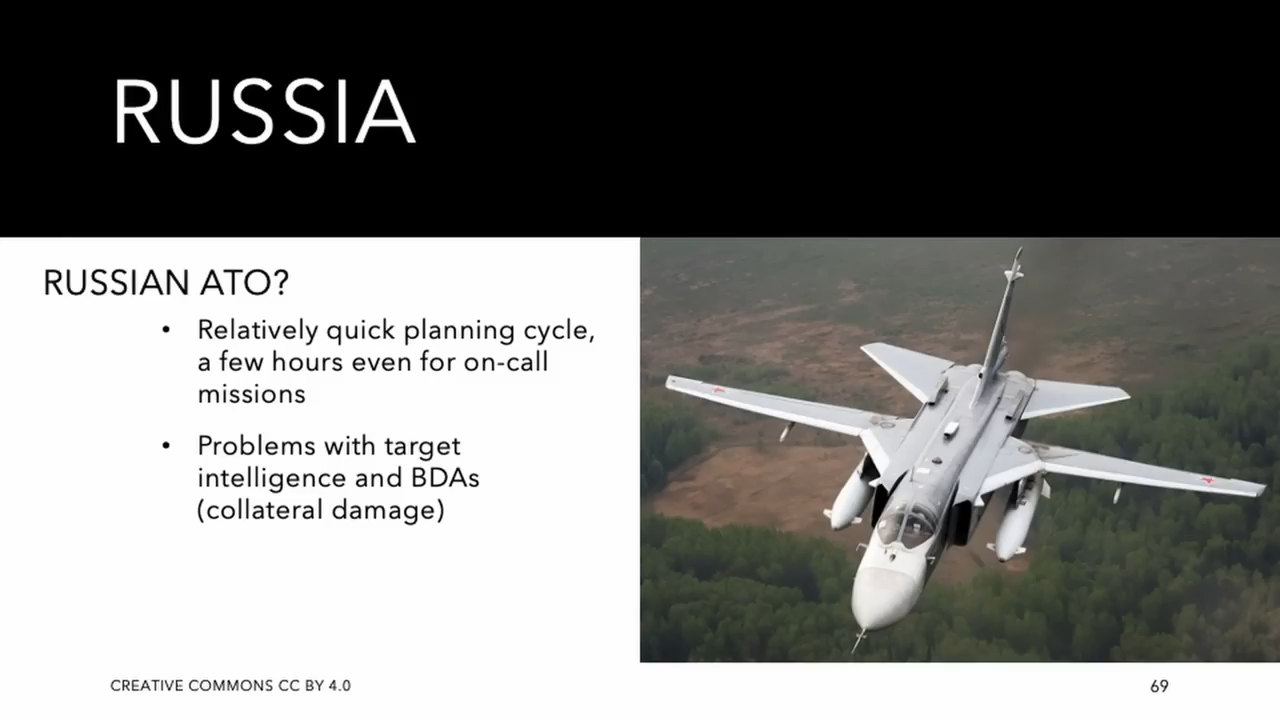 RUSSIA
RUSSIAN ATO?
• Relatively quick planning cycle,
a few hours even for on-call
missions
• Problems with target
intelligence and BDAs
(collateral damage)
CREATIVE COMMONS CC BY 4.0
69